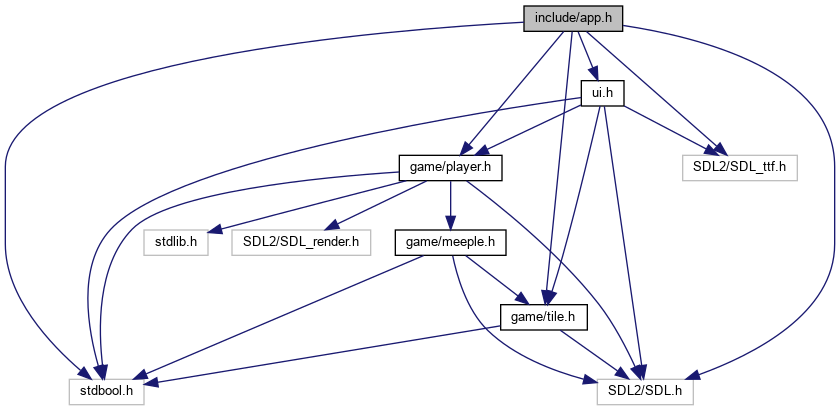 include/app.h
ui.h
game/player.h
SDL2/SDL_ttf.h
stdlib.h
SDL2/SDL_render.h
game/meeple.h
game/tile.h
stdbool.h
SDL2/SDL.h